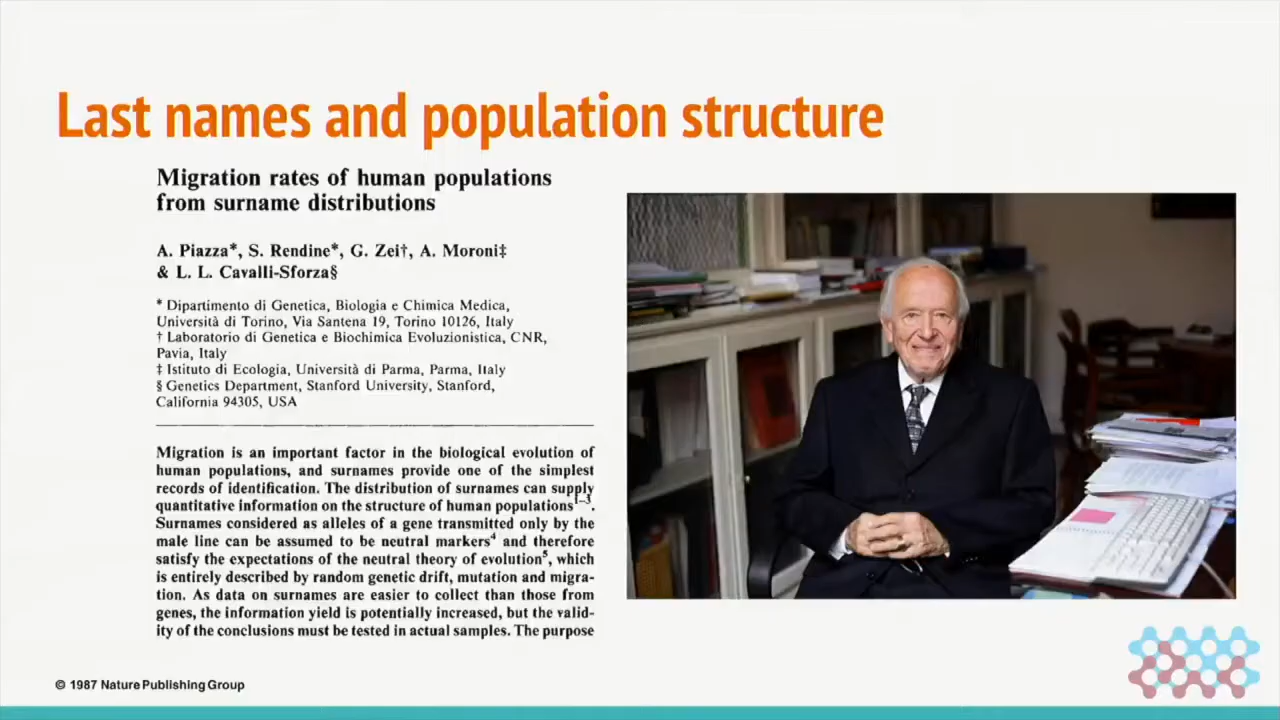 Last names and population structure
Migration rates of human populations
from surname distributions
A. Piazza*, S. Rendine*, G. Zei†, A. Moroni‡
& L. L. Cavalli-Sforza§
* Dipartimento di Genetica, Biologia e Chimica Medica,
Università di Torino, Via Santena 19, Torino 10126, Italy
† Laboratorio di Genetica e Biochimica Evoluzionistica, CNR,
Pavia, Italy
‡ Istituto di Ecologia, Università di Parma, Parma, Italy
§ Genetics Department, Stanford University, Stanford,
California 94305, USA
Migration is an important factor in the biological evolution of
human populations, and surnames provide one of the simplest
records of identification. The distribution of surnames can supply
quantitative information on the structure of human populations¹⁻³.
Surnames considered as alleles of a gene transmitted only by the
male line can be assumed to be neutral markers⁴ and therefore
satisfy the expectations of the neutral theory of evolution⁵, which
is entirely described by random genetic drift, mutation and migra-
tion. As data on surnames are easier to collect than those from
genes, the information yield is potentially increased, but the valid-
ity of the conclusions must be tested in actual samples. The purpose
© 1987 Nature Publishing Group